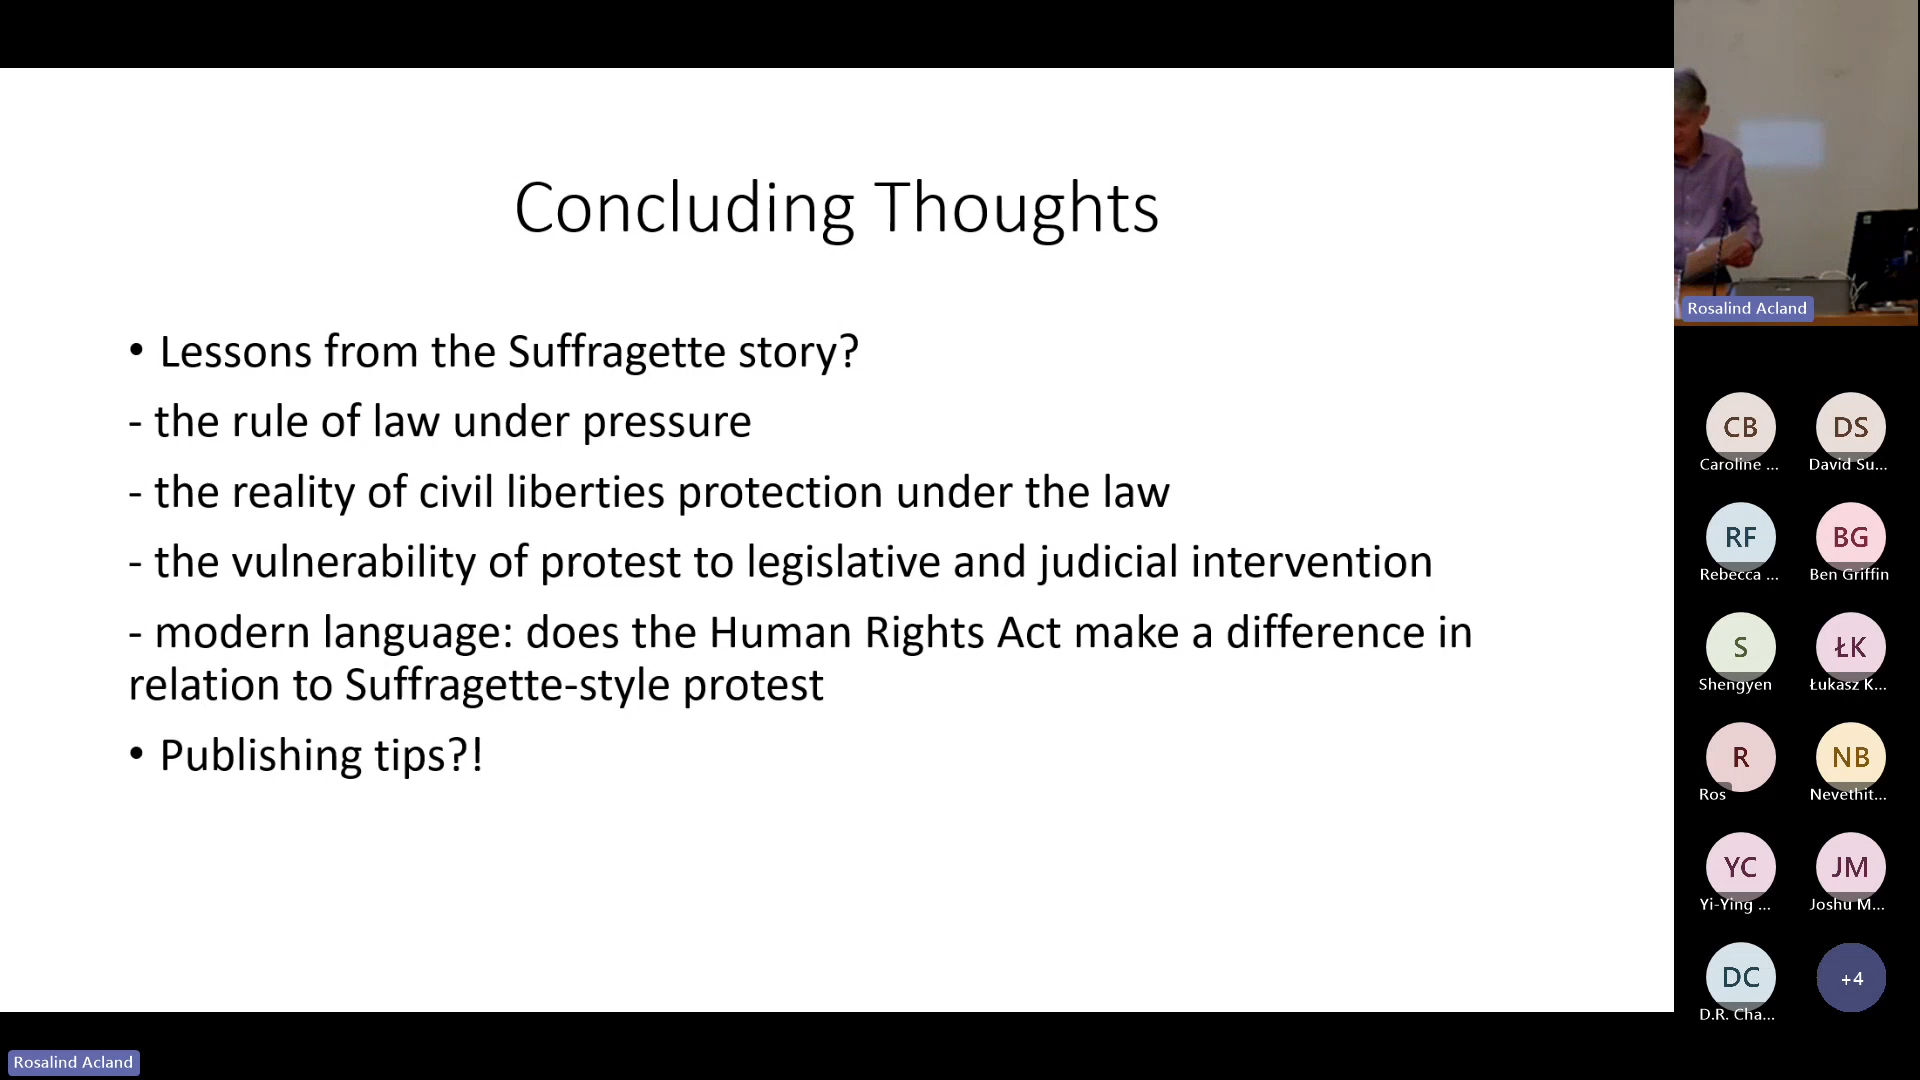 Concluding Thoughts
• Lessons from the Suffragette story?
- the rule of law under pressure
- the reality of civil liberties protection under the law
- the vulnerability of protest to legislative and judicial intervention
- modern language: does the Human Rights Act make a difference in
relation to Suffragette-style protest
• Publishing tips?!
Rosalind Acland
CB
DS
Caroline ...
David Su...
RF
BG
Rebecca ...
Ben Griffin
S
ŁK
Shengyen
Łukasz K...
R
NB
Ros
Nevethit...
YC
JM
Yi-Ying ...
Joshu M...
DC
+4
D.R. Cha...
Rosalind Acland